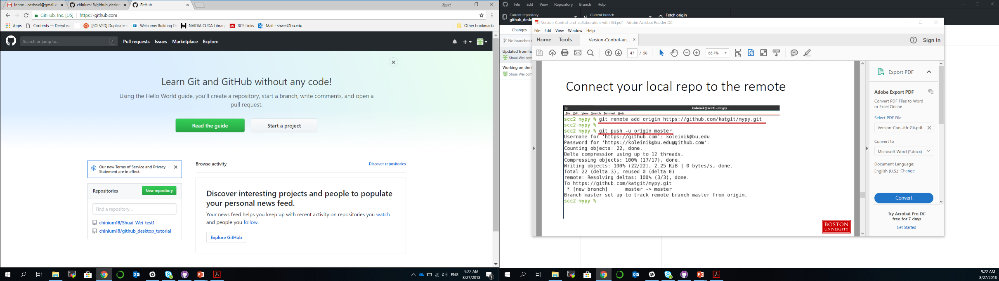 Inbox - ceshwei@gmail.c
chinium18/github_deskto
GitHub
Shuai
GitHub, Inc. [US]
https://github.com
Apps
Contents — DeepLea
[SOLVED] Duplicate s
Welcome: Building D
NVIDIA CUDA Library
RCS Links
Mail - shwei@bu.edu
Other bookmarks
Search or jump to...
/
Pull requests
Issues
Marketplace
Explore
Learn Git and GitHub without any code!
Using the Hello World guide, you'll create a repository, start a branch, write comments, and open a
pull request.
Read the guide
Start a project
Our new Terms of Service and Privacy
Statement are in effect.
Repositories
New repository
Find a repository...
chinium18/Shuai_Wei_test1
chinium18/github_desktop_tutorial
Browse activity
Discover repositories
Discover interesting projects and people to populate
your personal news feed.
Your news feed helps you keep up with recent activity on repositories you watch
and people you follow.
Explore GitHub
ENG
9:22 AM
8/27/2018
1
File Edit View Repository Branch Help
Current repository
github_deskt
Current branch
Fetch origin
Changes
No branches t
Updated from ho
Shuai Wei com
Working on the f
Shuai Wei com
Version-Control-and-collaboration-with-Git.pdf - Adobe Acrobat Reader DC
File Edit View Window Help
Home
Tools
Version-Control-an...
Sign In
47 / 58
65.7%
Connect your local repo to the remote
koleinik@scc2:~/mypy
File Edit View Search Terminal Help
scc2 mypy % git remote add origin https://github.com/katgit/mypy.git
scc2 mypy %
scc2 mypy % git push -u origin master
Username for 'https://github.com': koleinik@bu.edu
Password for 'https://koleinik@bu.edu@github.com':
Counting objects: 22, done.
Delta compression using up to 12 threads.
Compressing objects: 100% (17/17), done.
Writing objects: 100% (22/22), 2.25 KiB | 0 bytes/s, done.
Total 22 (delta 3), reused 0 (delta 0)
remote: Resolving deltas: 100% (3/3), done.
To https://github.com/katgit/mypy.git
* [new branch] master -> master
Branch master set up to track remote branch master from origin.
scc2 mypy %
BOSTON
UNIVERSITY
Export PDF
Adobe Export PDF
Convert PDF Files to Word
or Excel Online
Select PDF File
Version-Con...ith-Git.pdf
Convert to
Microsoft Word (*.docx)
Document Language:
English (U.S.) Change
Convert
Try Acrobat Pro DC
free for 7 days
Get Started
9:22 AM
8/27/2018